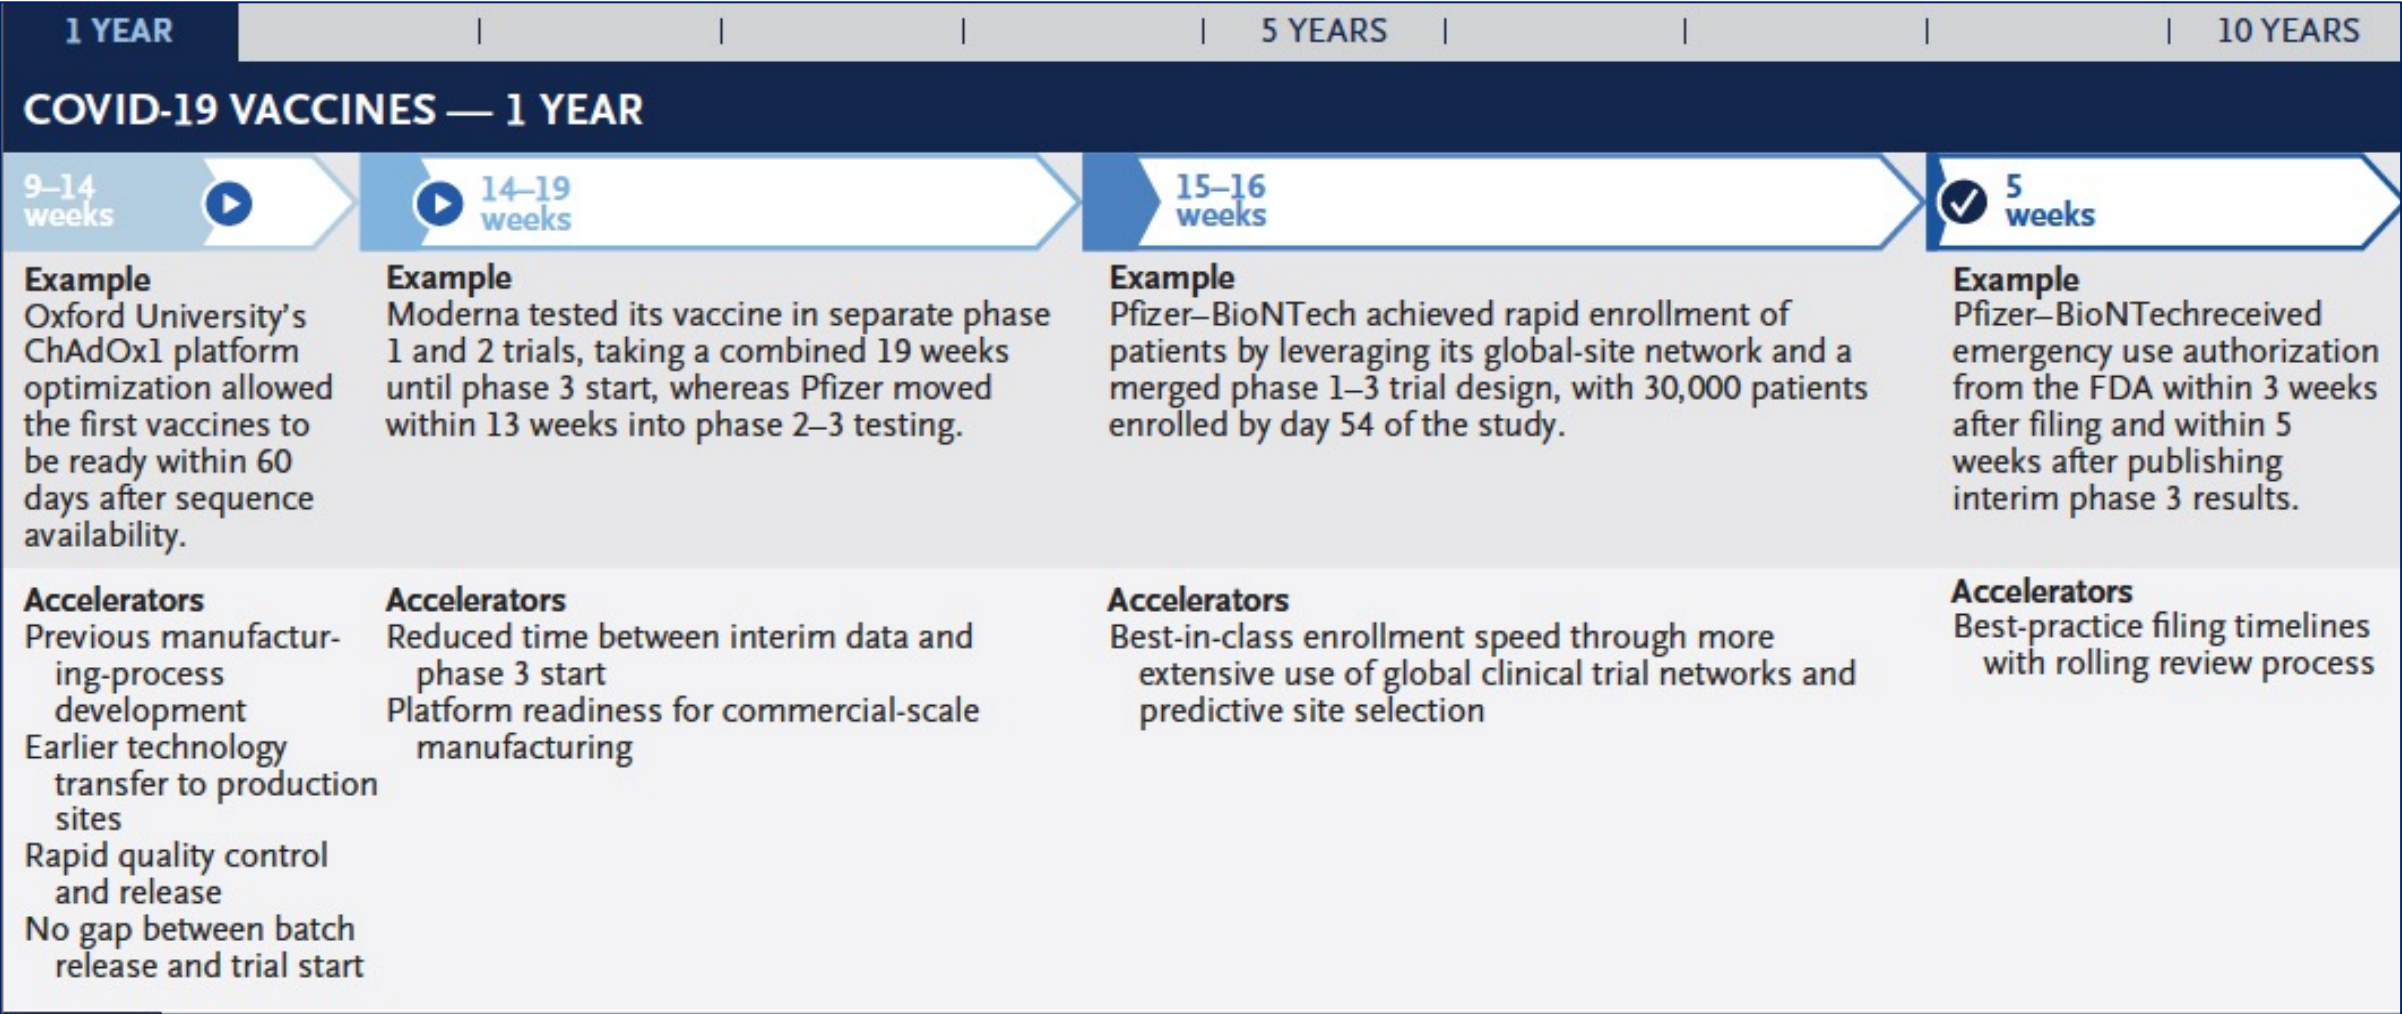 1 YEAR
5 YEARS
10 YEARS
COVID-19 VACCINES — 1 YEAR
9–14
weeks
14–19
weeks
15–16
weeks
5
weeks
Example
Oxford University's
ChAdOx1 platform
optimization allowed
the first vaccines to
be ready within 60
days after sequence
availability.
Example
Moderna tested its vaccine in separate phase
1 and 2 trials, taking a combined 19 weeks
until phase 3 start, whereas Pfizer moved
within 13 weeks into phase 2–3 testing.
Example
Pfizer–BioNTech achieved rapid enrollment of
patients by leveraging its global-site network and a
merged phase 1–3 trial design, with 30,000 patients
enrolled by day 54 of the study.
Example
Pfizer–BioNTechreceived
emergency use authorization
from the FDA within 3 weeks
after filing and within 5
weeks after publishing
interim phase 3 results.
Accelerators
Previous manufactur-
ing-process
development
Earlier technology
transfer to production
sites
Rapid quality control
and release
No gap between batch
release and trial start
Accelerators
Reduced time between interim data and
phase 3 start
Platform readiness for commercial-scale
manufacturing
Accelerators
Best-in-class enrollment speed through more
extensive use of global clinical trial networks and
predictive site selection
Accelerators
Best-practice filing timelines
with rolling review process